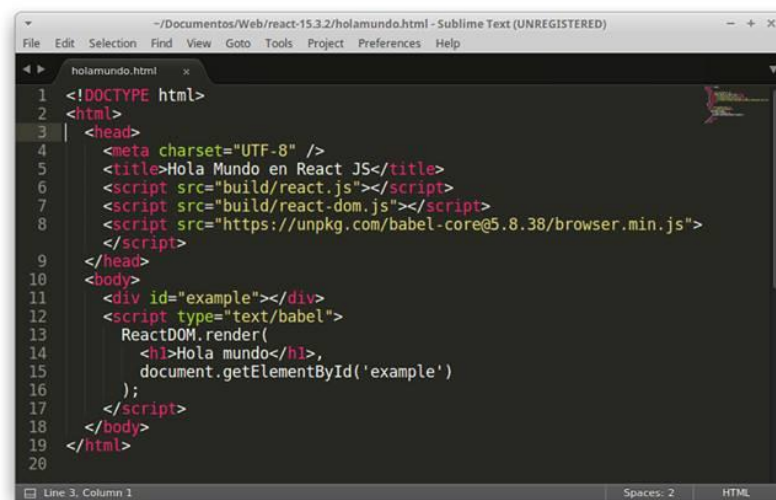 ~/Documentos/Web/react-15.3.2/holamundo.html - Sublime Text (UNREGISTERED)
File Edit Selection Find View Goto Tools Project Preferences Help
holamundo.html ×
1 <!DOCTYPE html>
2 <html>
3 <head>
4 <meta charset="UTF-8" />
5 <title>Hola Mundo en React JS</title>
6 <script src="build/react.js"></script>
7 <script src="build/react-dom.js"></script>
8 <script src="https://unpkg.com/babel-core@5.8.38/browser.min.js">
</script>
9 </head>
10 <body>
11 <div id="example"></div>
12 <script type="text/babel">
13 ReactDOM.render(
14 <h1>Hola mundo</h1>,
15 document.getElementById('example')
16 );
17 </script>
18 </body>
19 </html>
20
Line 3, Column 1 Spaces: 2 HTML